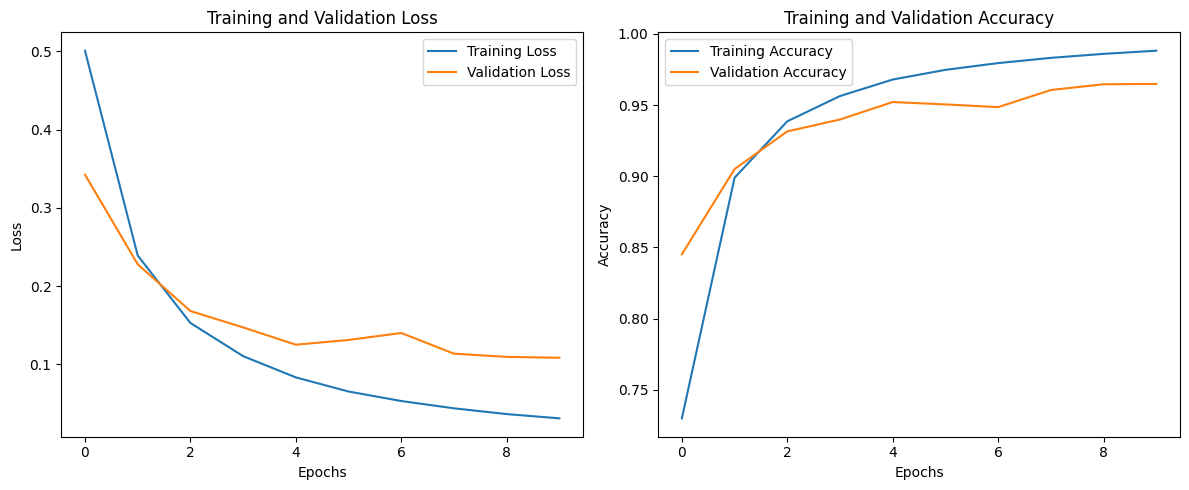 Training and Validation Loss
Training Loss
Validation Loss
0.5
0.4
0.3
0.2
0.1
Loss
0 2 4 6 8
Epochs
Training and Validation Accuracy
Training Accuracy
Validation Accuracy
1.00
0.95
0.90
0.85
0.80
0.75
Accuracy
0 2 4 6 8
Epochs